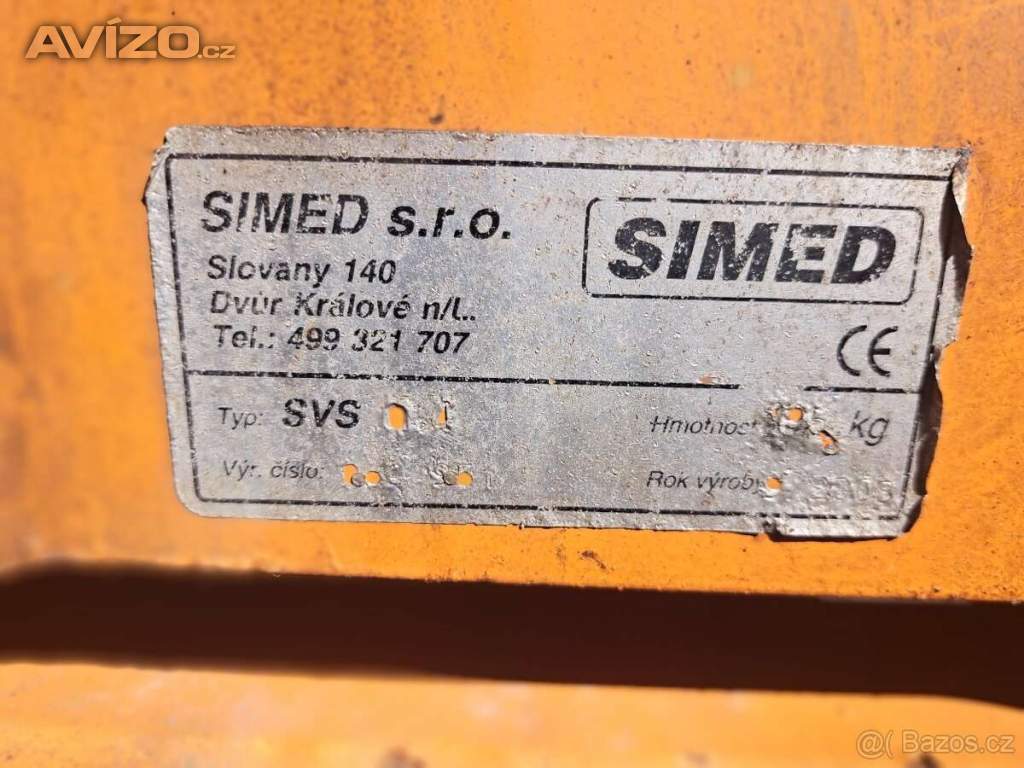 AVÍZO.cz
SIMED s.r.o.
SIMED
Slovany 140
Dvůr Králové n/L.
Tel.: 499 321 707
CE
Typ: SVS
Hmotnost kg
Výr. číslo:
Rok výroby
@( Bazos.cz